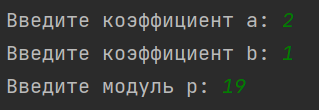 Введите коэффициент a: 2
Введите коэффициент b: 1
Введите модуль p: 19